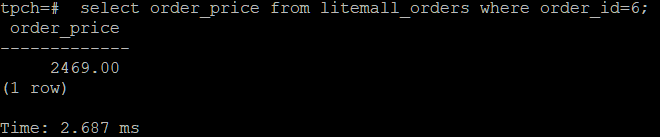 tpch=#  select order_price from litemall_orders where order_id=6;
 order_price
-------------
     2469.00
(1 row)

Time: 2.687 ms